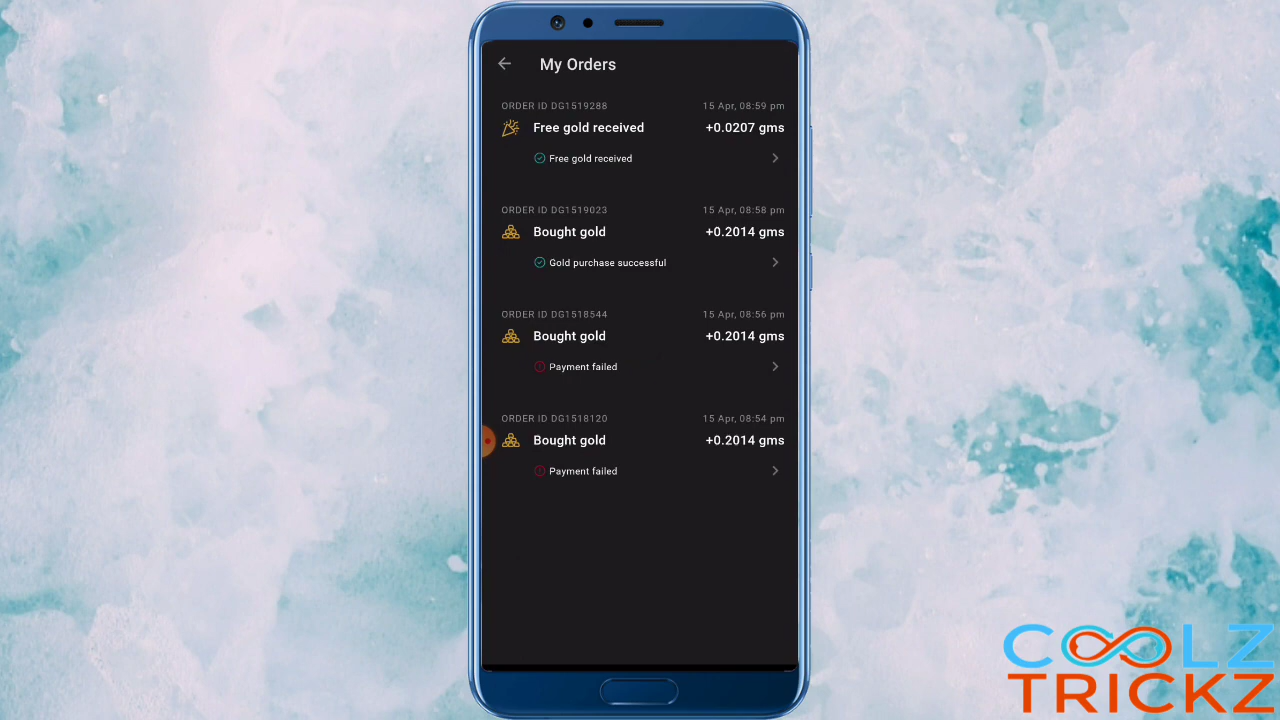 My Orders
ORDER ID DG1519288 15 Apr, 08:59 pm
Free gold received +0.0207 gms
Free gold received
ORDER ID DG1519023 15 Apr, 08:58 pm
Bought gold +0.2014 gms
Gold purchase successful
ORDER ID DG1518544 15 Apr, 08:56 pm
Bought gold +0.2014 gms
Payment failed
ORDER ID DG1518120 15 Apr, 08:54 pm
Bought gold +0.2014 gms
Payment failed
COOLZ
TRICKZ